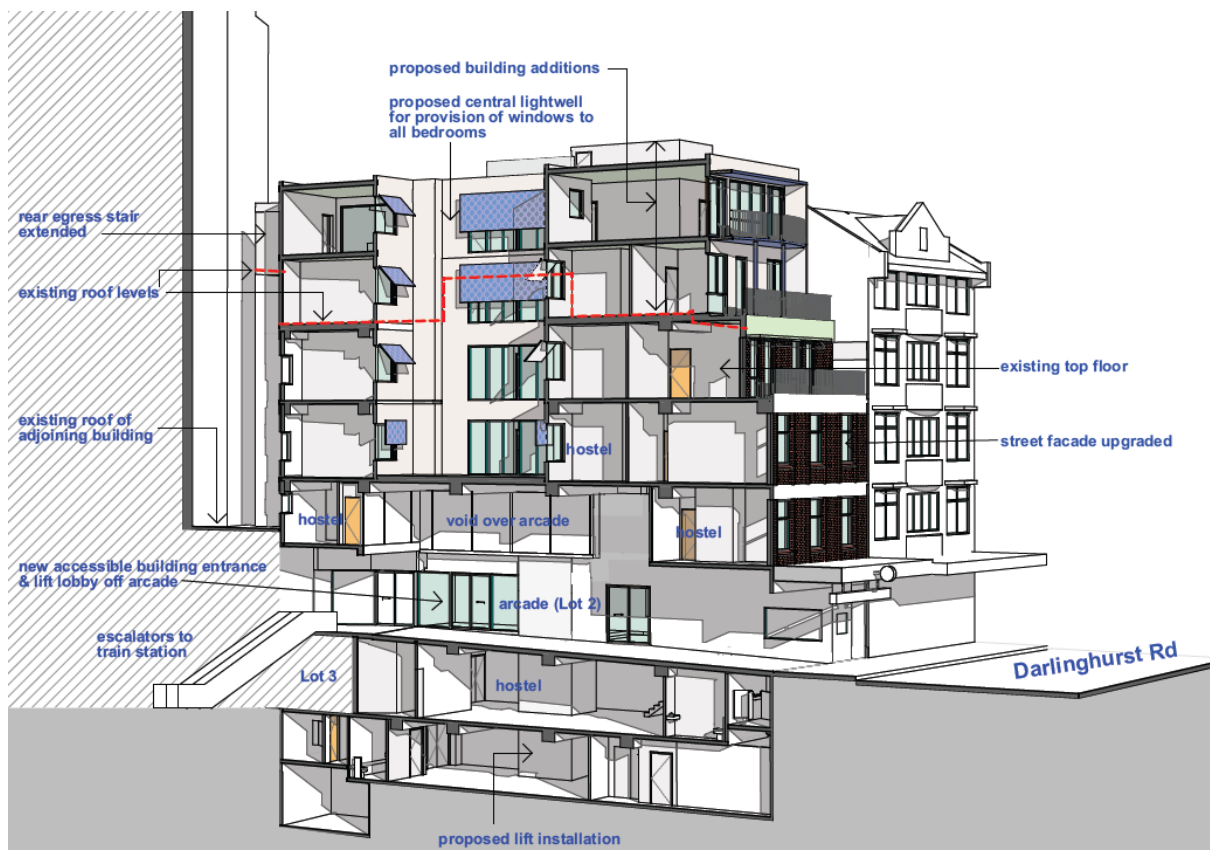 proposed building additions
proposed central lightwell
for provision of windows to
all bedrooms
rear egress stair
extended
existing roof levels
existing top floor
existing roof of
adjoining building
street facade upgraded
hostel
hostel
void over arcade
hostel
new accessible building entrance
& lift lobby off arcade
arcade (Lot 2)
escalators to
train station
Lot 3
hostel
Darlinghurst Rd
proposed lift installation